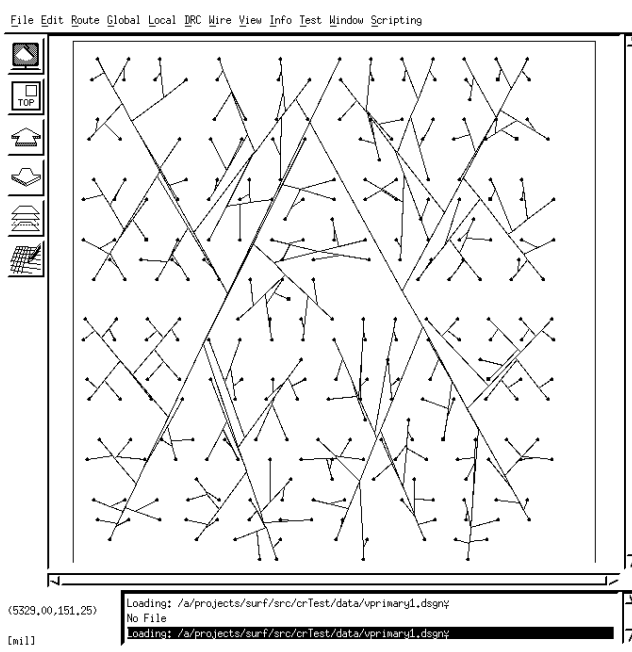 File Edit Route Global Local DRC Wire View Info Test Window Scripting
TOP
(5329.00,151.25)
[mil]
Loading: /a/projects/surf/src/crTest/data/vprimary1.dsgn
No File
Loading: /a/projects/surf/src/crTest/data/vprimary1.dsgn